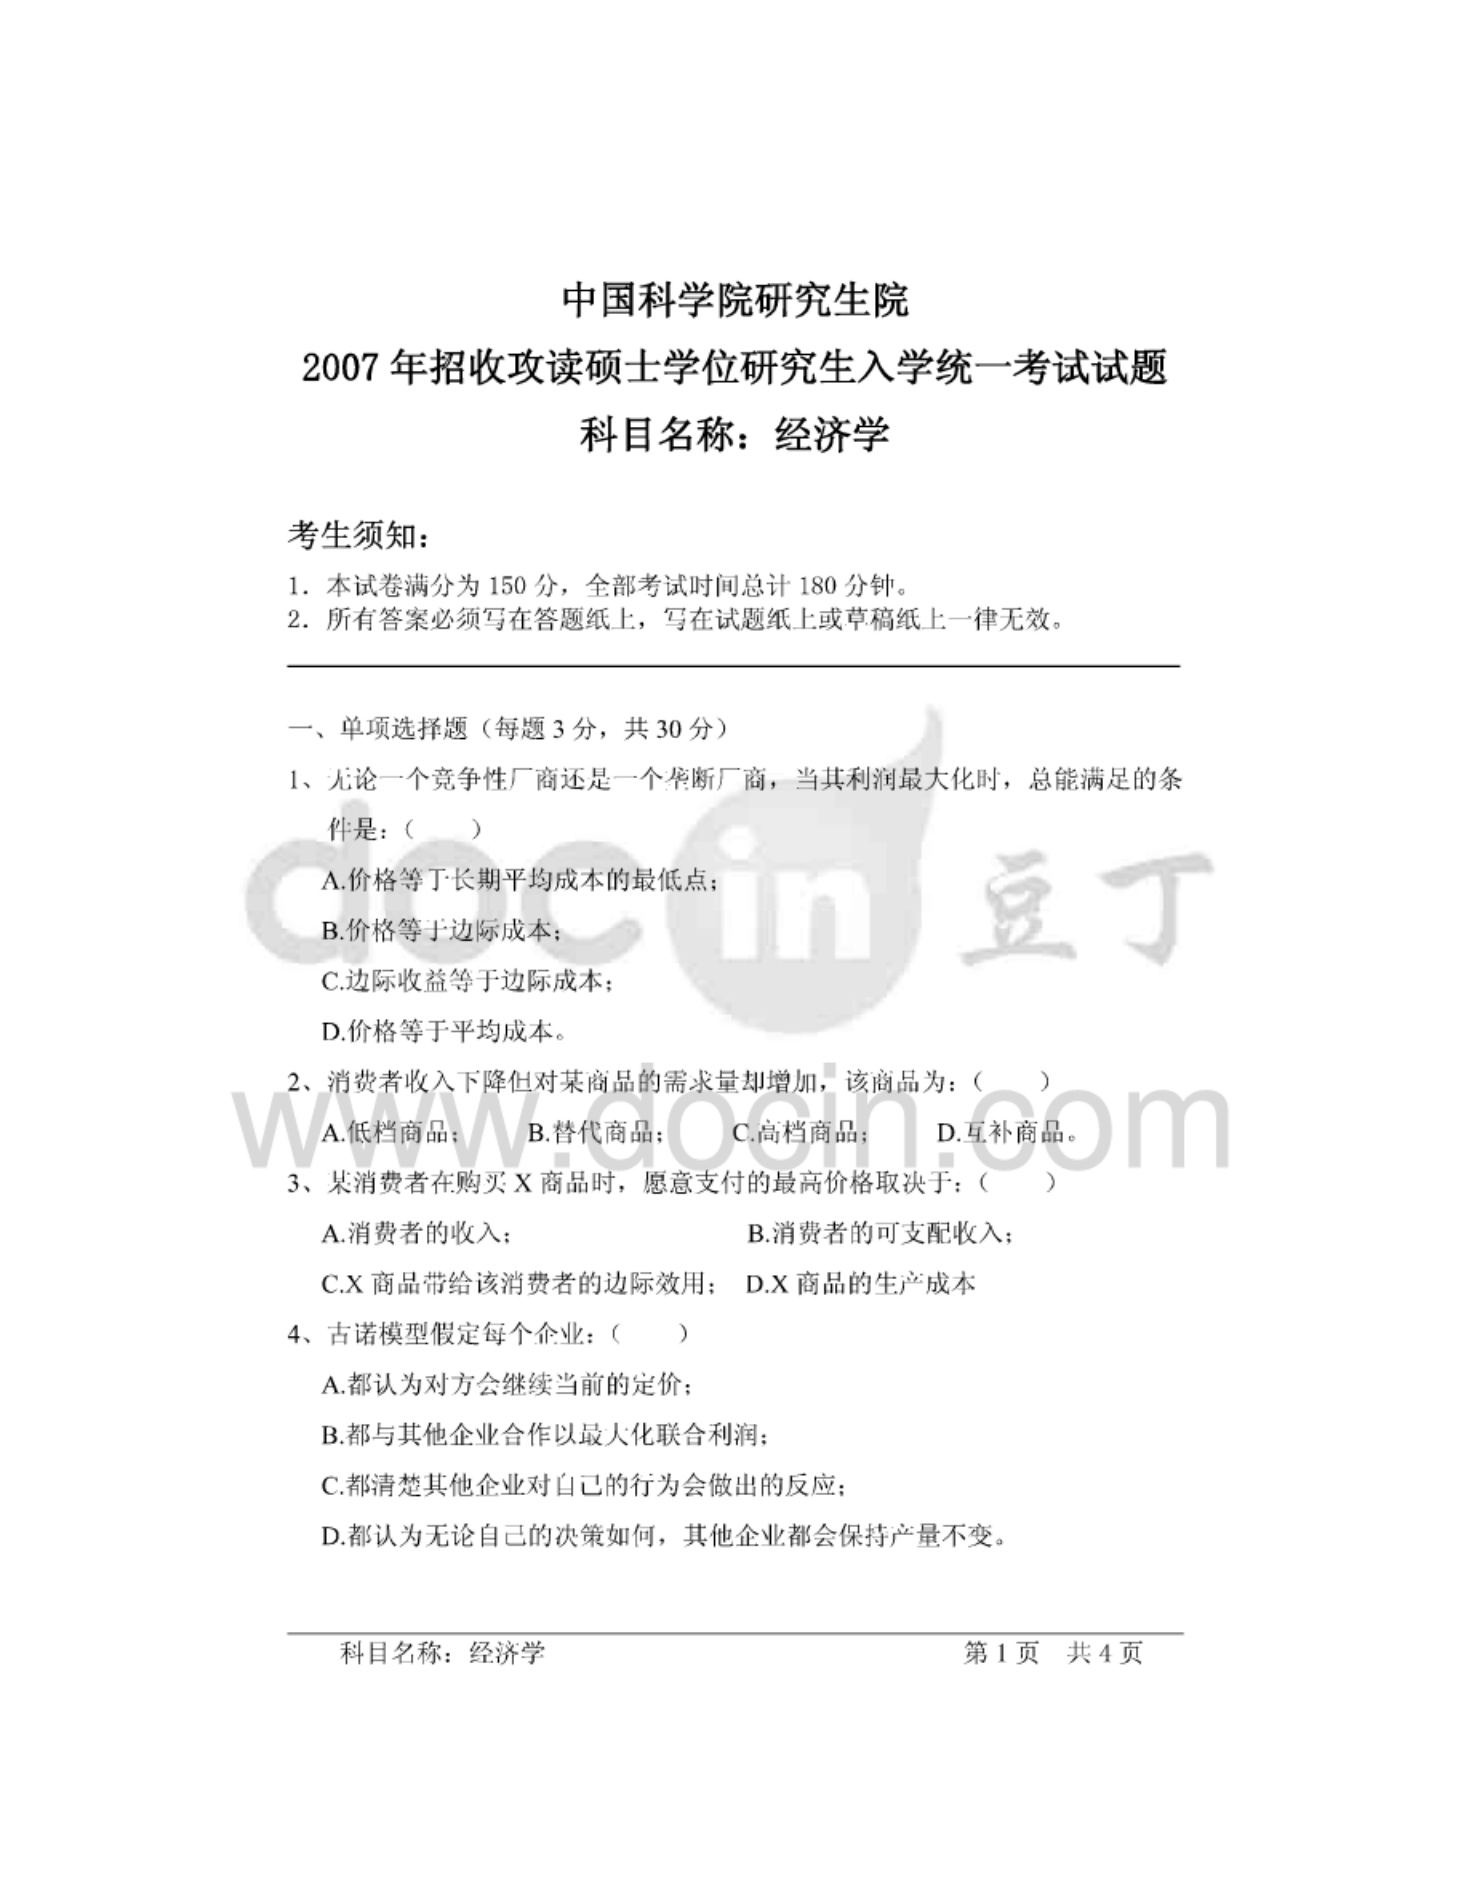 中国科学院研究生院
2007 年招收攻读硕士学位研究生入学统一考试试题
科目名称：经济学
考生须知：
1．本试卷满分为 150 分，全部考试时间总计 180 分钟。
2．所有答案必须写在答题纸上，写在试题纸上或草稿纸上一律无效。
一、单项选择题（每题 3 分，共 30 分）
1、无论一个竞争性厂商还是一个垄断厂商，当其利润最大化时，总能满足的条
件是：（　　）
A.价格等于长期平均成本的最低点；
B.价格等于边际成本；
C.边际收益等于边际成本；
D.价格等于平均成本。
2、消费者收入下降但对某商品的需求量却增加，该商品为：（　　）
A.低档商品；　B.替代商品；　C.高档商品；　D.互补商品。
3、某消费者在购买 X 商品时，愿意支付的最高价格取决于：（　　）
A.消费者的收入；　B.消费者的可支配收入；
C.X 商品带给该消费者的边际效用；　D.X 商品的生产成本
4、古诺模型假定每个企业：（　　）
A.都认为对方会继续当前的定价；
B.都与其他企业合作以最大化联合利润；
C.都清楚其他企业对自己的行为会做出的反应；
D.都认为无论自己的决策如何，其他企业都会保持产量不变。
科目名称：经济学　第 1 页　共 4 页
docin 豆丁
www.docin.com